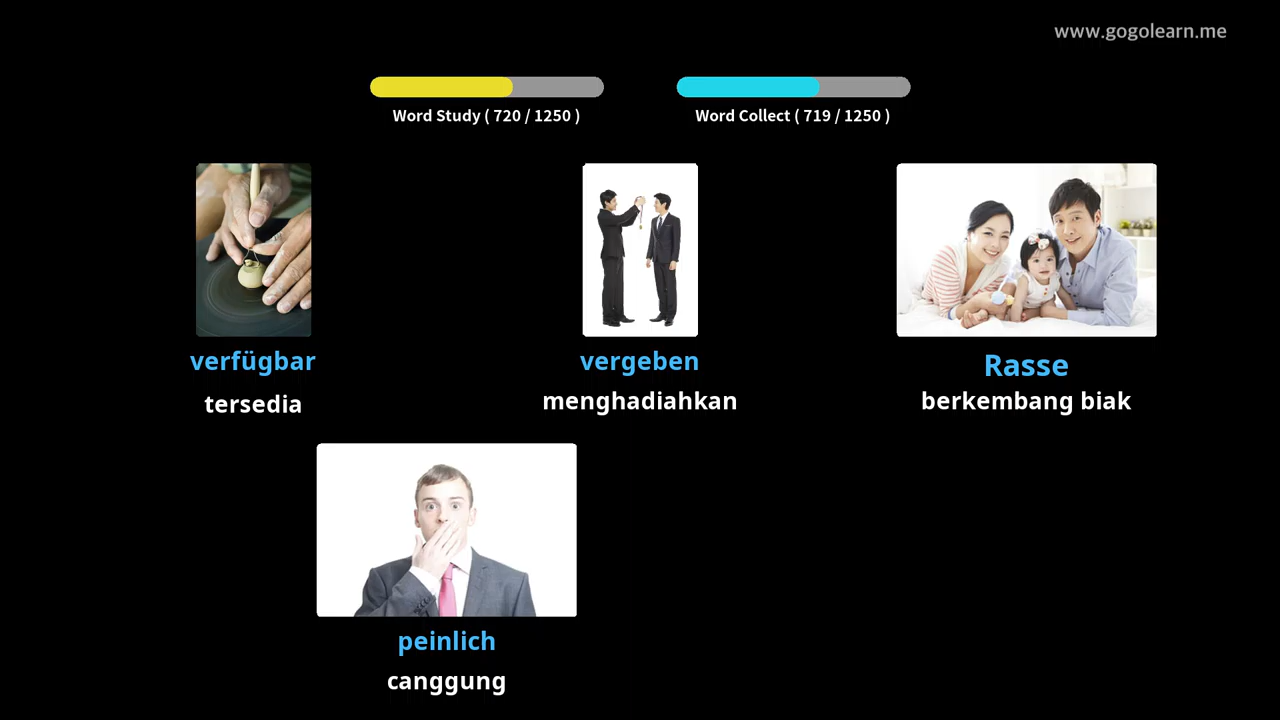 www.gogolearn.me
Word Study ( 720 / 1250 )
Word Collect ( 719 / 1250 )
verfügbar
tersedia
vergeben
menghadiahkan
Rasse
berkembang biak
peinlich
canggung